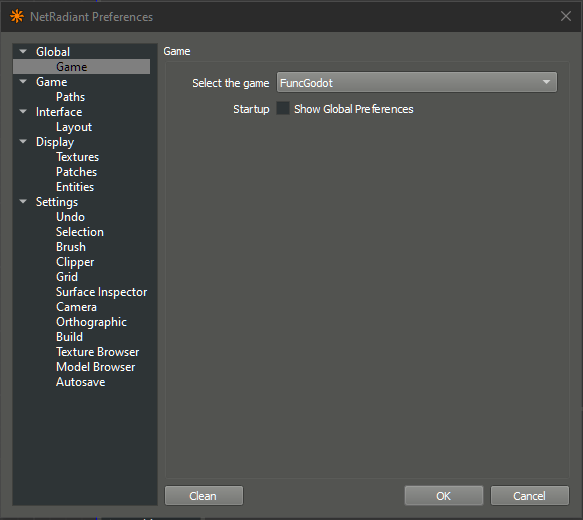 NetRadiant Preferences
Global
Game
Game
Paths
Interface
Layout
Display
Textures
Patches
Entities
Settings
Undo
Selection
Brush
Clipper
Grid
Surface Inspector
Camera
Orthographic
Build
Texture Browser
Model Browser
Autosave
Game
Select the game FuncGodot
Startup Show Global Preferences
Clean OK Cancel